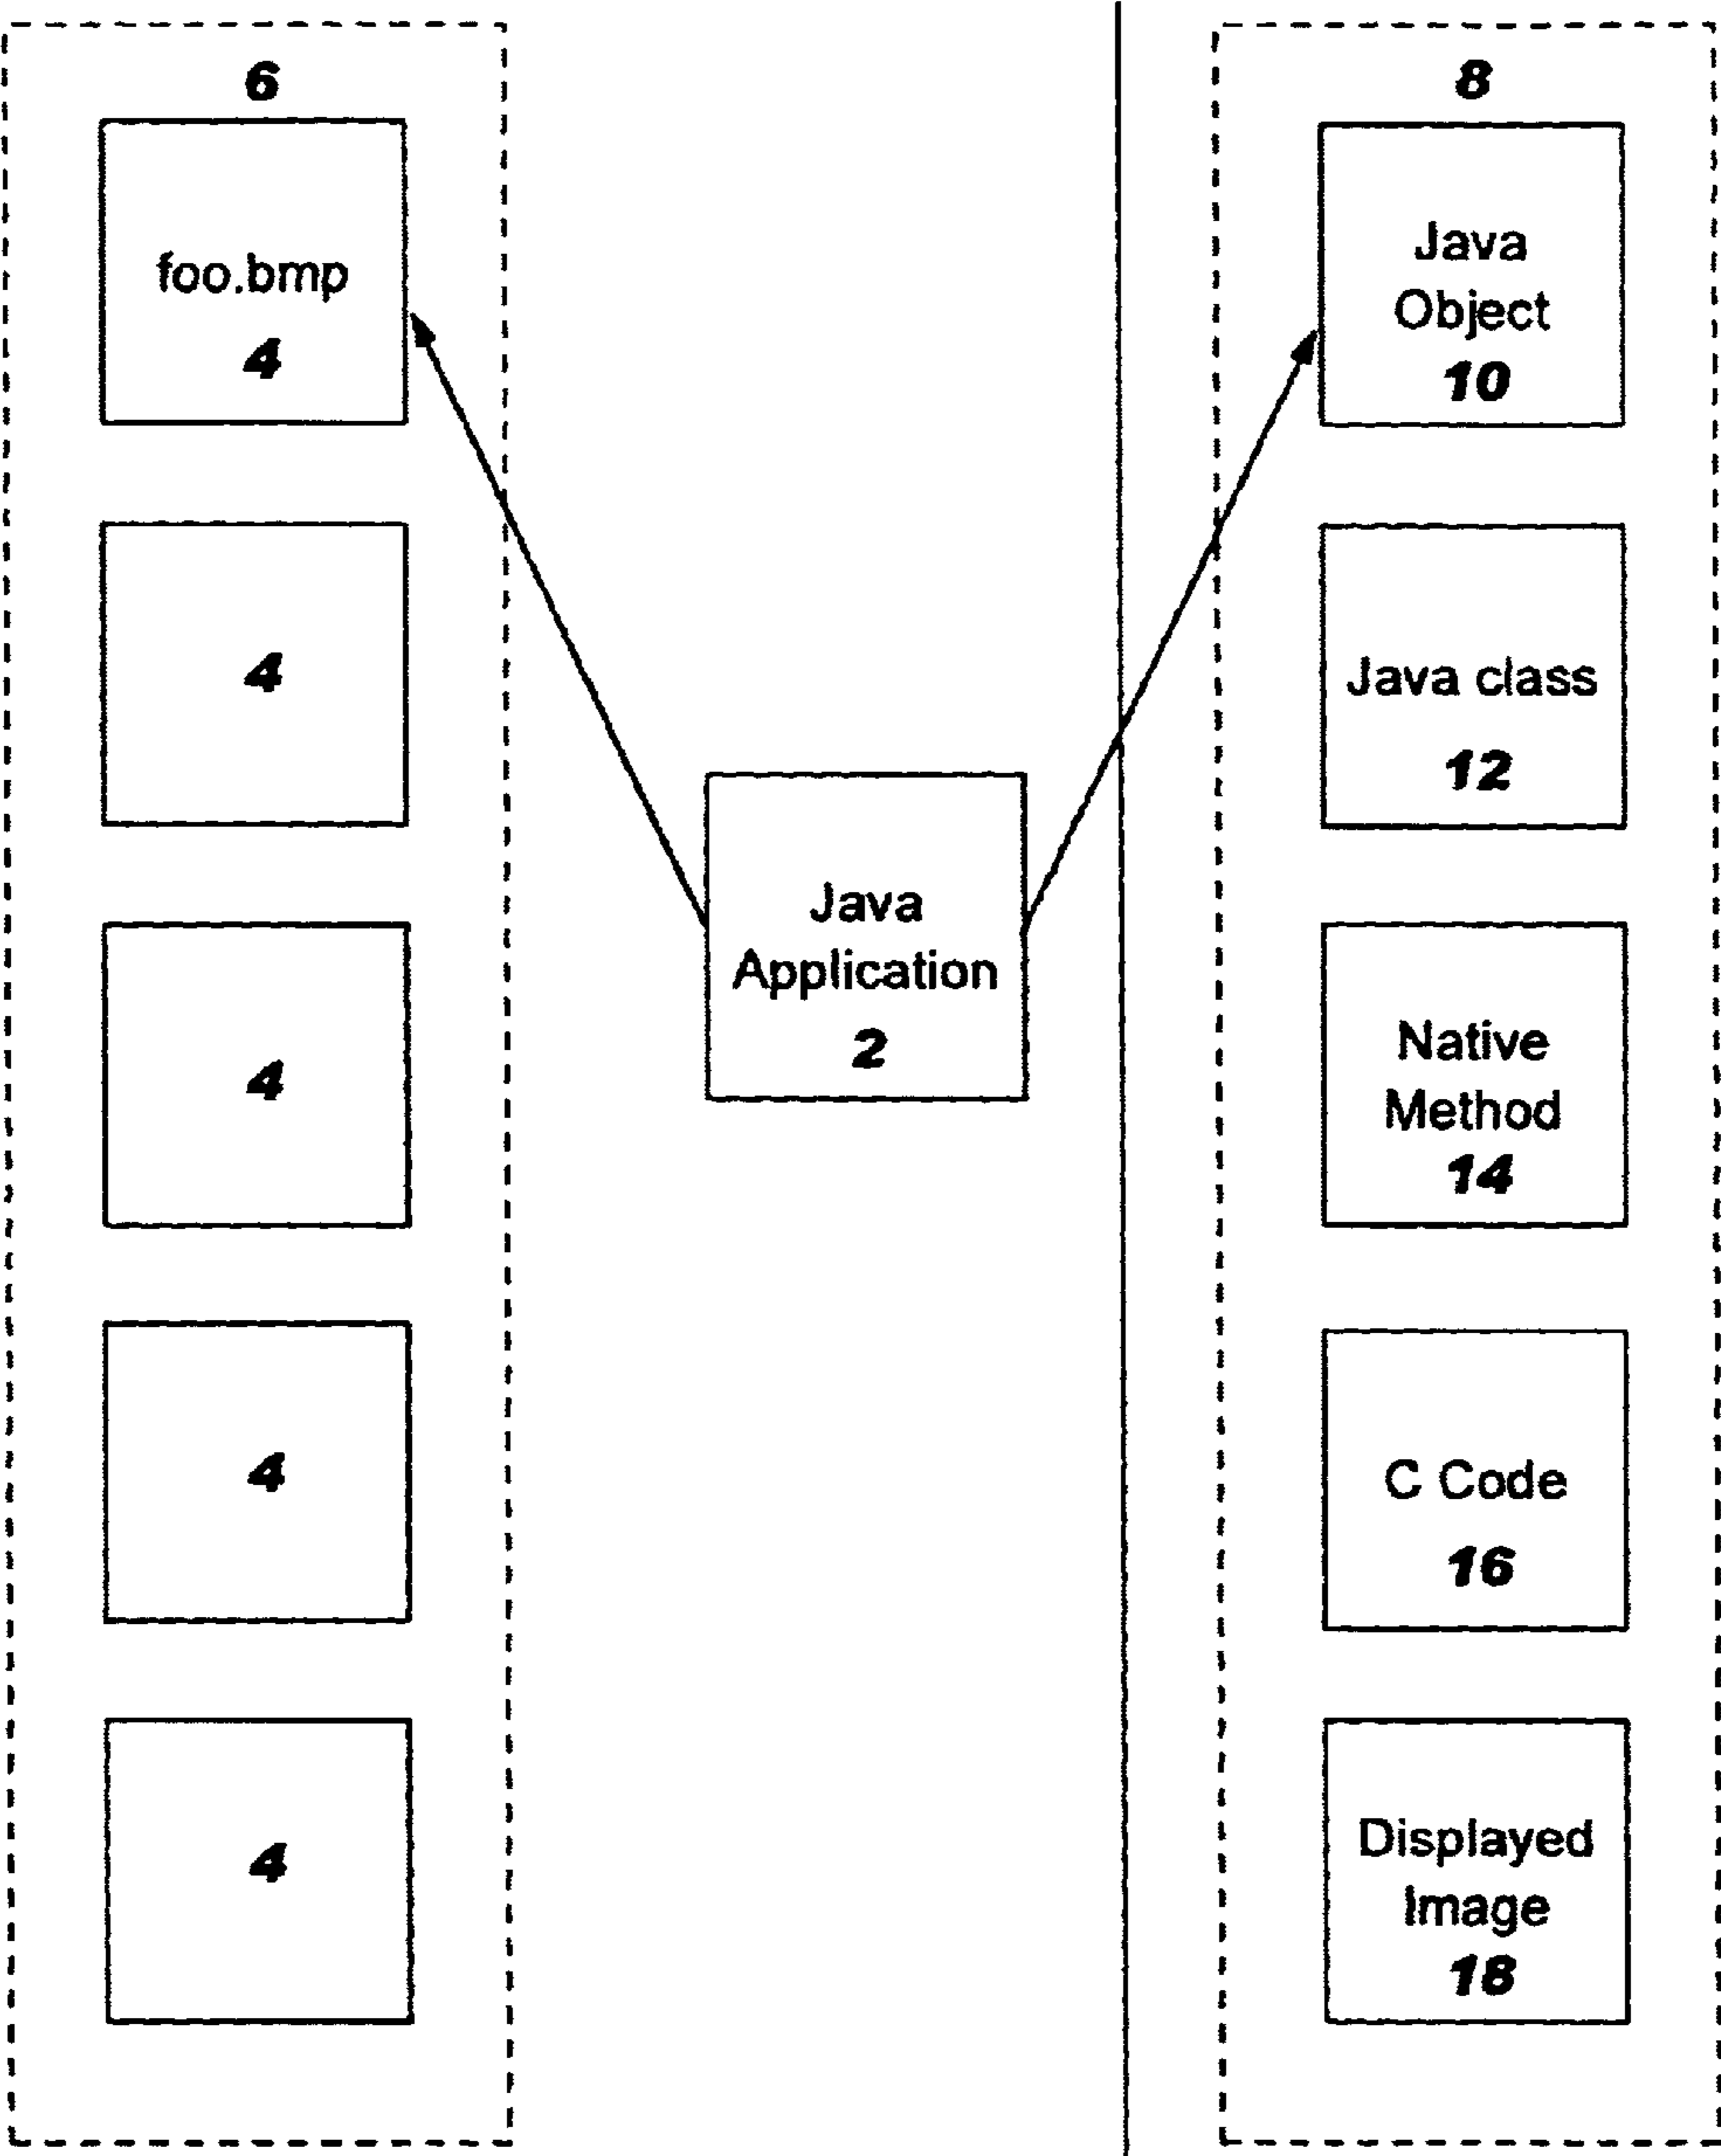 6
foo.bmp
4
4
4
4
4
Java
Application
2
8
Java
Object
10
Java class
12
Native
Method
14
C Code
16
Displayed
Image
18